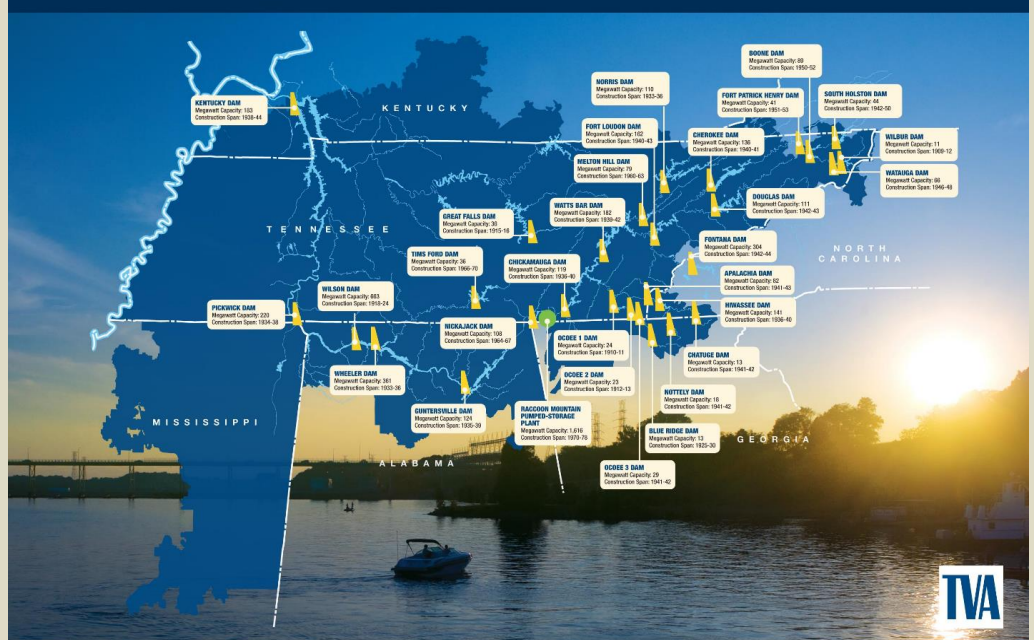 BOONE DAM
Megawatt Capacity: 89
Construction Span: 1950-52
NORRIS DAM
Megawatt Capacity: 110
Construction Span: 1933-36
FORT PATRICK HENRY DAM
Megawatt Capacity: 41
Construction Span: 1951-53
SOUTH HOLSTON DAM
Megawatt Capacity: 44
Construction Span: 1942-50
KENTUCKY DAM
Megawatt Capacity: 183
Construction Span: 1938-44
KENTUCKY
FORT LOUDON DAM
Megawatt Capacity: 162
Construction Span: 1940-43
CHEROKEE DAM
Megawatt Capacity: 136
Construction Span: 1940-41
WILBUR DAM
Megawatt Capacity: 11
Construction Span: 1909-12
MELTON HILL DAM
Megawatt Capacity: 79
Construction Span: 1960-63
WATAUGA DAM
Megawatt Capacity: 66
Construction Span: 1946-48
DOUGLAS DAM
Megawatt Capacity: 111
Construction Span: 1942-43
WATTS BAR DAM
Megawatt Capacity: 182
Construction Span: 1939-42
GREAT FALLS DAM
Megawatt Capacity: 36
Construction Span: 1915-16
TENNESSEE
FONTANA DAM
Megawatt Capacity: 304
Construction Span: 1942-44
NORTH
CAROLINA
TIMS FORD DAM
Megawatt Capacity: 36
Construction Span: 1966-70
CHICKAMAUGA DAM
Megawatt Capacity: 119
Construction Span: 1936-40
APALACHIA DAM
Megawatt Capacity: 82
Construction Span: 1941-43
WILSON DAM
Megawatt Capacity: 663
Construction Span: 1918-24
PICKWICK DAM
Megawatt Capacity: 220
Construction Span: 1934-38
HIWASSEE DAM
Megawatt Capacity: 141
Construction Span: 1936-40
NICKAJACK DAM
Megawatt Capacity: 108
Construction Span: 1964-67
OCOEE 1 DAM
Megawatt Capacity: 24
Construction Span: 1910-11
CHATUGE DAM
Megawatt Capacity: 13
Construction Span: 1941-42
WHEELER DAM
Megawatt Capacity: 361
Construction Span: 1933-36
OCOEE 2 DAM
Megawatt Capacity: 23
Construction Span: 1912-13
NOTTELY DAM
Megawatt Capacity: 18
Construction Span: 1941-42
GUNTERSVILLE DAM
Megawatt Capacity: 124
Construction Span: 1935-39
RACCOON MOUNTAIN
PUMPED-STORAGE
PLANT
Megawatt Capacity: 1,616
Construction Span: 1970-78
MISSISSIPPI
BLUE RIDGE DAM
Megawatt Capacity: 13
Construction Span: 1925-30
GEORGIA
ALABAMA
OCOEE 3 DAM
Megawatt Capacity: 29
Construction Span: 1941-42
TVA